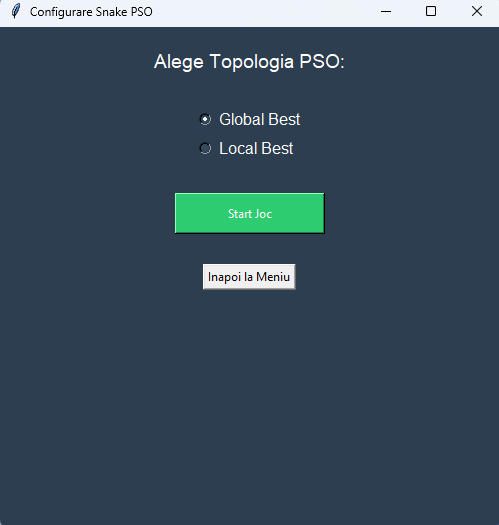 Configurare Snake PSO
Alege Topologia PSO:
Global Best
Local Best
Start Joc
Inapoi la Meniu